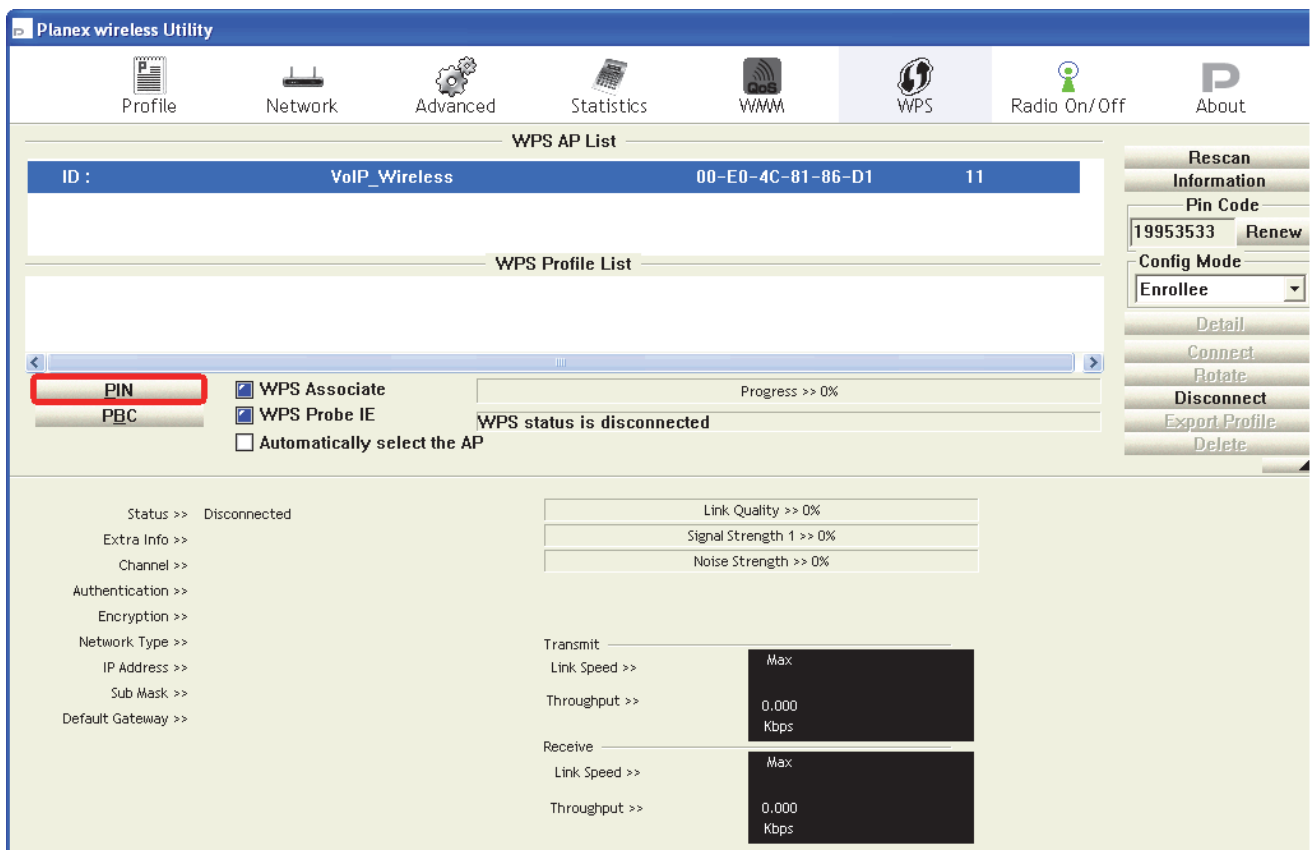 Planex wireless Utility
Profile Network Advanced Statistics WMM WPS Radio On/Off About
QoS
WPS AP List
ID : VoIP_Wireless 00-E0-4C-81-86-D1 11
Rescan
Information
Pin Code
19953533 Renew
WPS Profile List
Config Mode
Enrollee
Detail
Connect
Rotate
Disconnect
Export Profile
Delete
PIN
PBC
WPS Associate
WPS Probe IE
Automatically select the AP
Progress >> 0%
WPS status is disconnected
Status >> Disconnected
Extra Info >>
Channel >>
Authentication >>
Encryption >>
Network Type >>
IP Address >>
Sub Mask >>
Default Gateway >>
Link Quality >> 0%
Signal Strength 1 >> 0%
Noise Strength >> 0%
Transmit
Link Speed >>
Throughput >>
Max
0.000
Kbps
Receive
Link Speed >>
Throughput >>
Max
0.000
Kbps